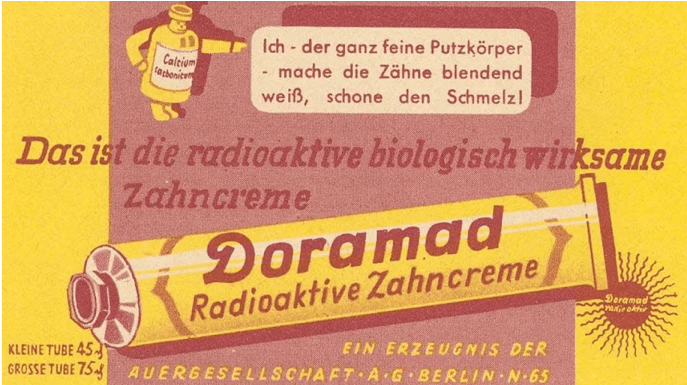 Calcium
carbonicum
Ich - der ganz feine Putzkörper
- mache die Zähne blendend
weiß, schone den Schmelz!
Das ist die radioaktive biologisch wirksame
Zahncreme
Doramad
Radioaktive Zahncreme
Doramad
radioaktiv
KLEINE TUBE 45 ₰
GROSSE TUBE 75 ₰
EIN ERZEUGNIS DER
AUERGESELLSCHAFT·A·G·BERLIN·N·65